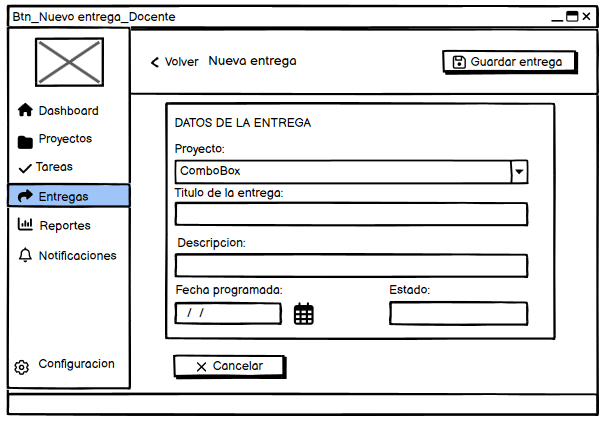 Btn_Nuevo entrega_Docente
Volver Nueva entrega
Guardar entrega
Dashboard
Proyectos
Tareas
Entregas
Reportes
Notificaciones
Configuracion
DATOS DE LA ENTREGA
Proyecto:
ComboBox
Titulo de la entrega:
Descripcion:
Fecha programada: Estado:
/ /
Cancelar